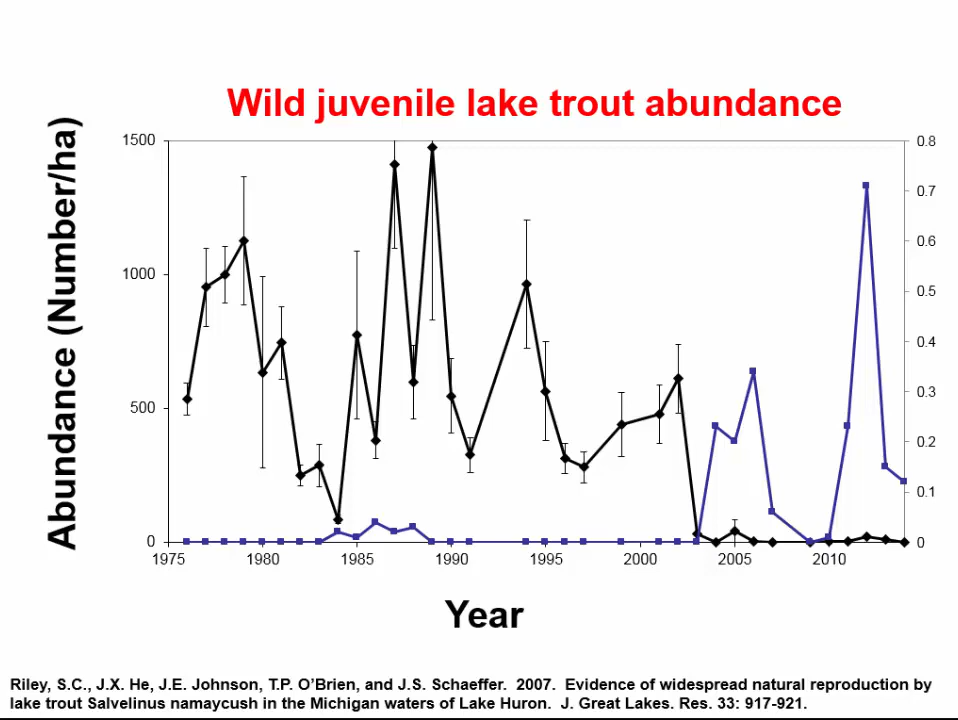 Wild juvenile lake trout abundance
Abundance (Number/ha)
1500
1000
500
0
0.8
0.7
0.6
0.5
0.4
0.3
0.2
0.1
0
1975 1980 1985 1990 1995 2000 2005 2010
Year
Riley, S.C., J.X. He, J.E. Johnson, T.P. O’Brien, and J.S. Schaeffer. 2007. Evidence of widespread natural reproduction by
lake trout Salvelinus namaycush in the Michigan waters of Lake Huron. J. Great Lakes. Res. 33: 917-921.